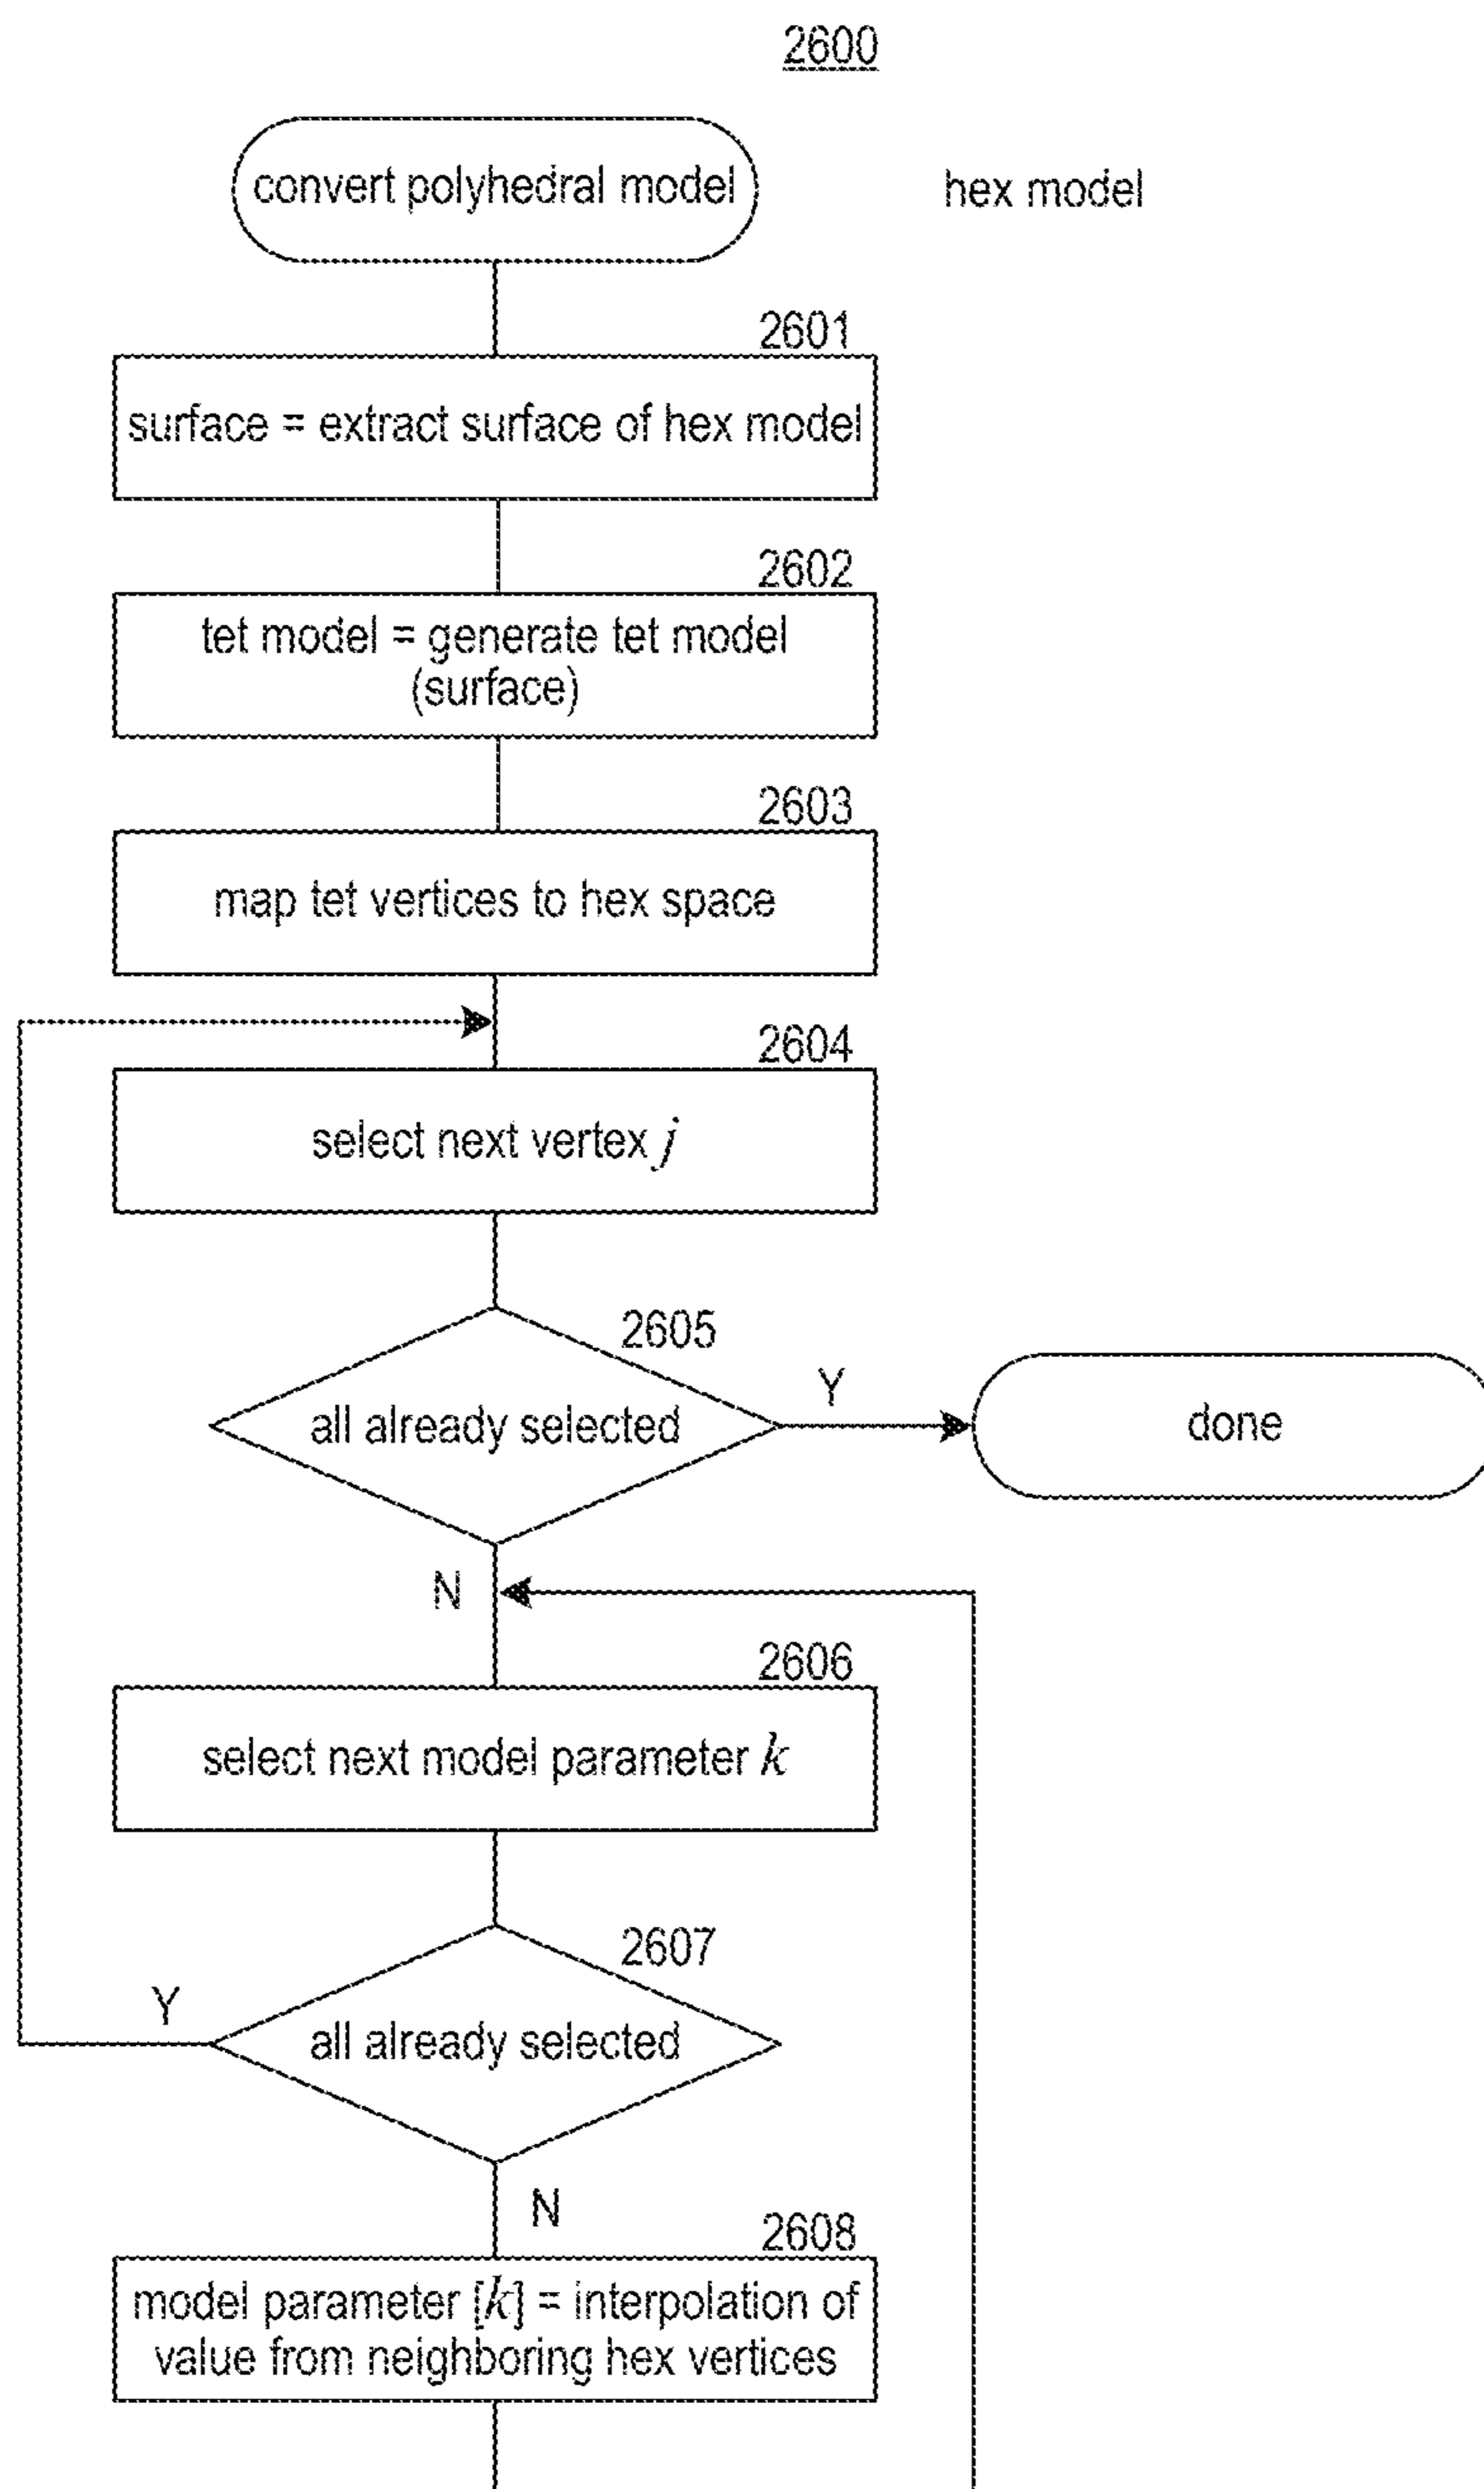 2600
convert polyhedral model
hex model
2601
surface = extract surface of hex model
2602
tet model = generate tet model
(surface)
2603
map tet vertices to hex space
2604
select next vertex j
2605
all already selected
Y
done
N
2606
select next model parameter k
2607
Y
all already selected
N
2608
model parameter [k] = interpolation of
value from neighboring hex vertices